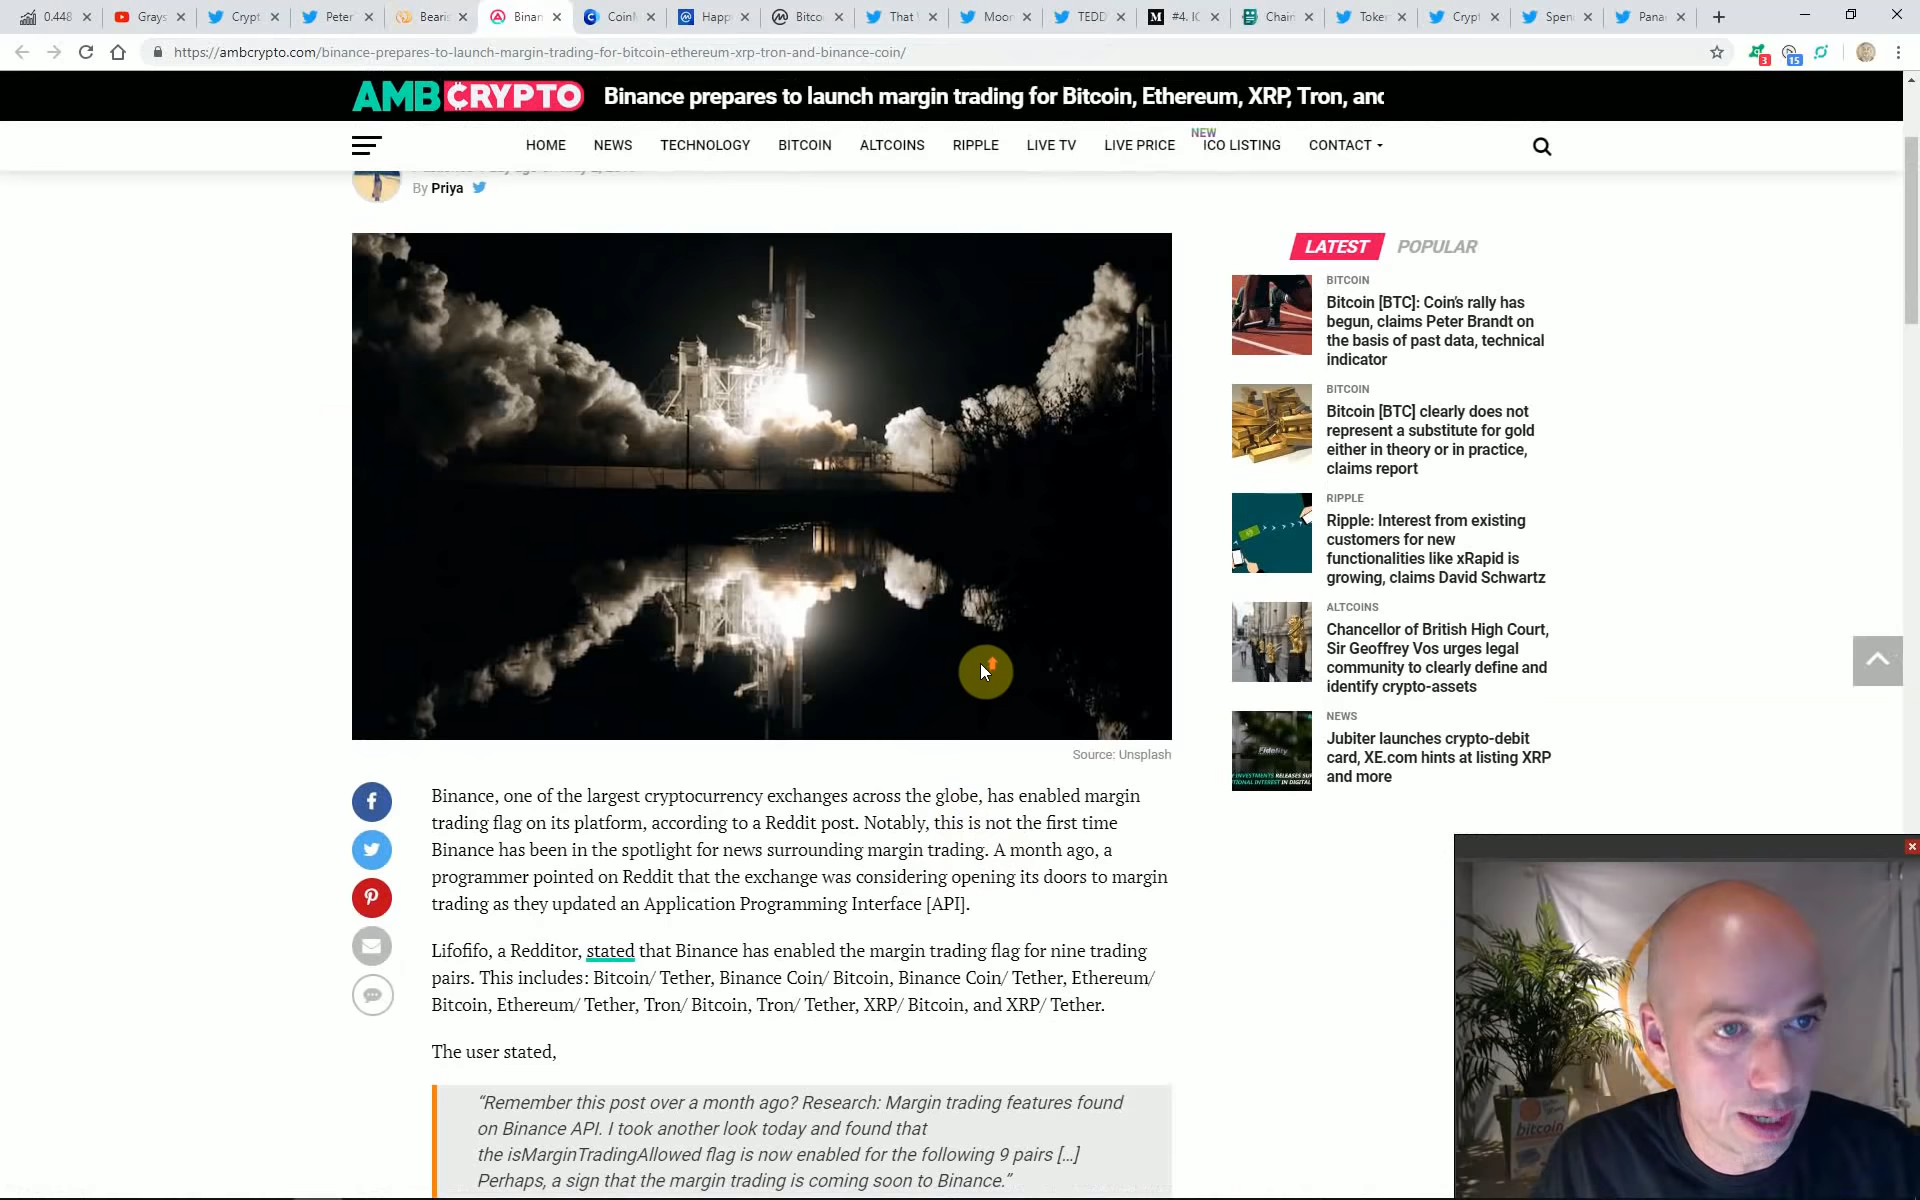 0.448
Grays
Crypt
Peter
Bearis
Binan
CoinM
Happ
Bitco
That
Moon
TEDD
#4. IC
Chain
Toke
Crypt
Spen
Pana
https://ambcrypto.com/binance-prepares-to-launch-margin-trading-for-bitcoin-ethereum-xrp-tron-and-binance-coin/
3
15
AMBCRYPTO
Binance prepares to launch margin trading for Bitcoin, Ethereum, XRP, Tron, and
HOME NEWS TECHNOLOGY BITCOIN ALTCOINS RIPPLE LIVE TV LIVE PRICE NEW ICO LISTING CONTACT
By Priya
LATEST POPULAR
BITCOIN
Bitcoin [BTC]: Coin's rally has
begun, claims Peter Brandt on
the basis of past data, technical
indicator
BITCOIN
Bitcoin [BTC] clearly does not
represent a substitute for gold
either in theory or in practice,
claims report
RIPPLE
Ripple: Interest from existing
customers for new
functionalities like xRapid is
growing, claims David Schwartz
ALTCOINS
Chancellor of British High Court,
Sir Geoffrey Vos urges legal
community to clearly define and
identify crypto-assets
NEWS
Jubiter launches crypto-debit
card, XE.com hints at listing XRP
and more
Fidelity
Source: Unsplash
Binance, one of the largest cryptocurrency exchanges across the globe, has enabled margin
trading flag on its platform, according to a Reddit post. Notably, this is not the first time
Binance has been in the spotlight for news surrounding margin trading. A month ago, a
programmer pointed on Reddit that the exchange was considering opening its doors to margin
trading as they updated an Application Programming Interface [API].
Lifofifo, a Redditor, stated that Binance has enabled the margin trading flag for nine trading
pairs. This includes: Bitcoin/ Tether, Binance Coin/ Bitcoin, Binance Coin/ Tether, Ethereum/
Bitcoin, Ethereum/ Tether, Tron/ Bitcoin, Tron/ Tether, XRP/ Bitcoin, and XRP/ Tether.
The user stated,
“Remember this post over a month ago? Research: Margin trading features found
on Binance API. I took another look today and found that
the isMarginTradingAllowed flag is now enabled for the following 9 pairs […]
Perhaps, a sign that the margin trading is coming soon to Binance.”
bitcoin